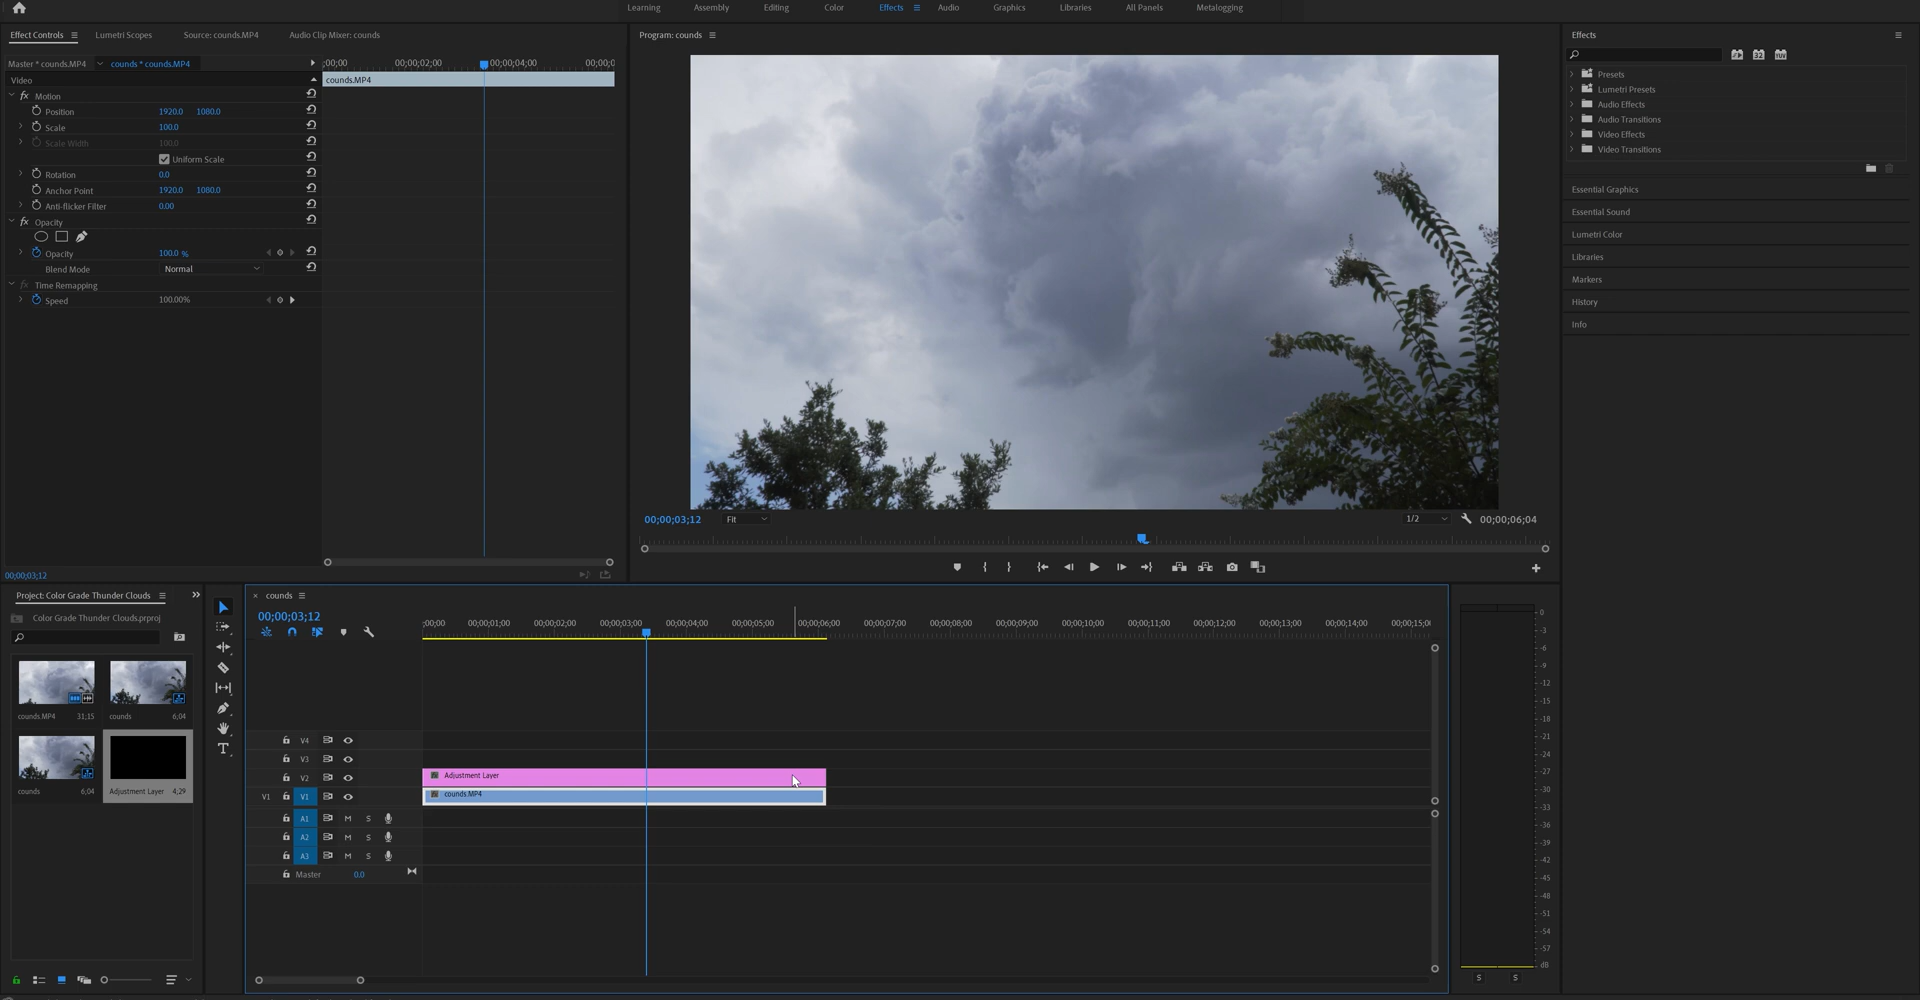 Learning Assembly Editing Color Effects Audio Graphics Libraries All Panels Metalogging
Effect Controls Lumetri Scopes Source: counds.MP4 Audio Clip Mixer: counds
Master * counds.MP4 counds * counds.MP4
;00;00 00;00;02;00 00;00;04;00 00;00;0
Video
counds.MP4
Motion
Position 1920.0 1080.0
Scale 100.0
Scale Width 100.0
Uniform Scale
Rotation 0.0
Anchor Point 1920.0 1080.0
Anti-flicker Filter 0.00
Opacity
Opacity 100.0 %
Blend Mode Normal
Time Remapping
Speed 100.00%
00;00;03;12
Program: counds
00;00;03;12 Fit 1/2 00;00;06;04
Effects
Presets
Lumetri Presets
Audio Effects
Audio Transitions
Video Effects
Video Transitions
Essential Graphics
Essential Sound
Lumetri Color
Libraries
Markers
History
Info
Project: Color Grade Thunder Clouds
Color Grade Thunder Clouds.prproj
counds.MP4 31;15 counds 6;04
counds 6;04 Adjustment Layer 4;29
counds
00;00;03;12
;00;00 00;00;01;00 00;00;02;00 00;00;03;00 00;00;04;00 00;00;05;00 00;00;06;00 00;00;07;00 00;00;08;00 00;00;09;00 00;00;10;00 00;00;11;00 00;00;12;00 00;00;13;00 00;00;14;00 00;00;15;0
V4
V3
V2 Adjustment Layer
V1 V1 counds.MP4
A1 M S
A2 M S
A3 M S
Master 0.0
0
-3
-6
-9
-12
-15
-18
-21
-24
-27
-30
-33
-36
-39
-42
-45
-48
-51
-54
-57
dB
S S